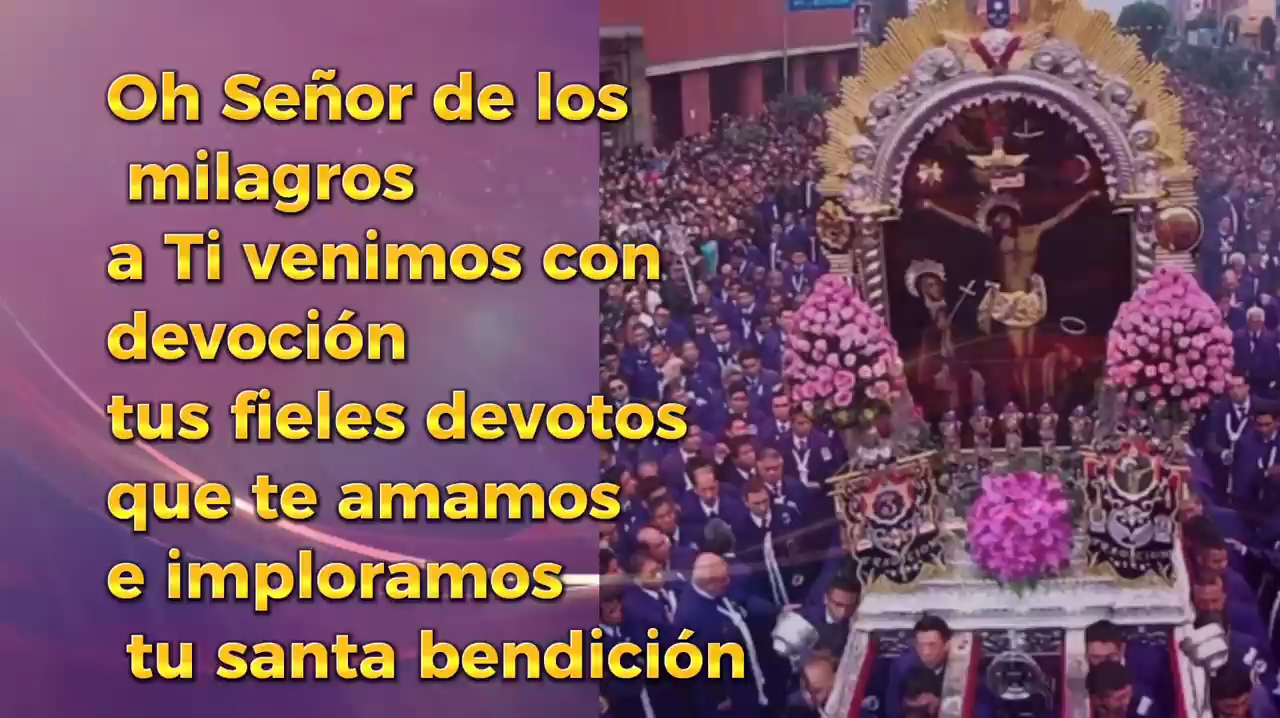 Oh Señor de los
milagros
a Ti venimos con
devoción
tus fieles devotos
que te amamos
e imploramos
tu santa bendición